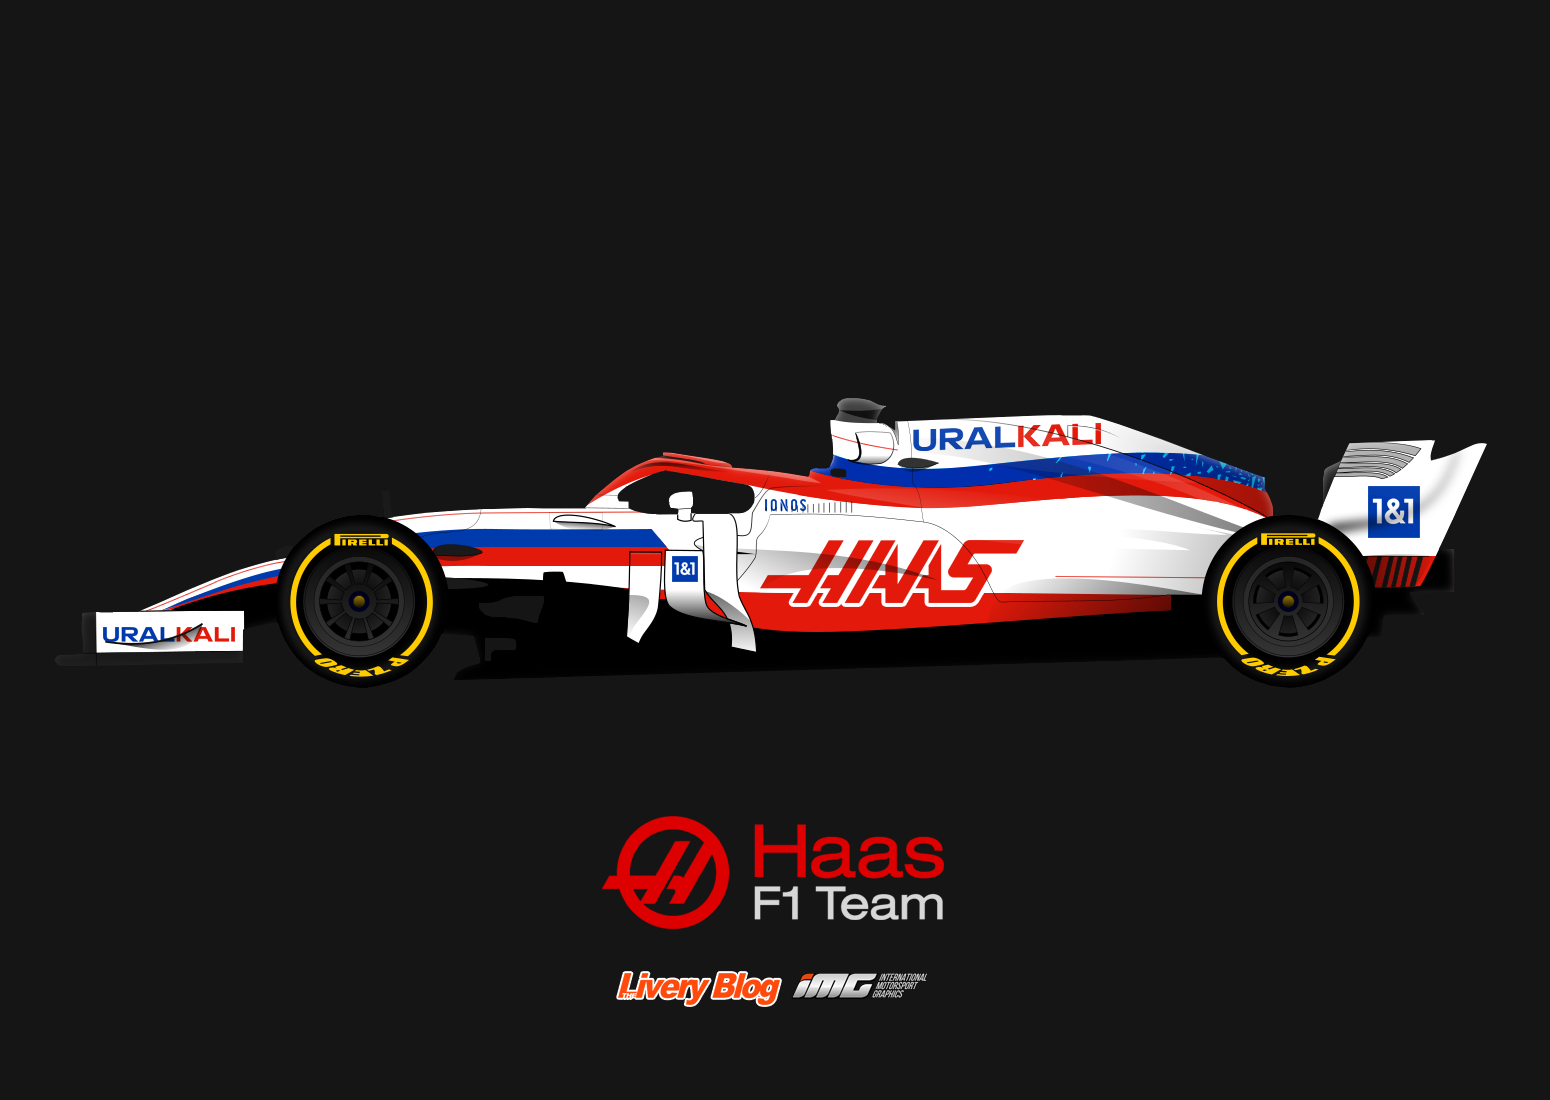 URALKALI
1&1
IONOS
PIRELLI
HAAS
PIRELLI
1&1
URALKALI
P ZERO
P ZERO
Haas
F1 Team
THE
Livery Blog
IMG
INTERNATIONAL
MOTORSPORT
GRAPHICS